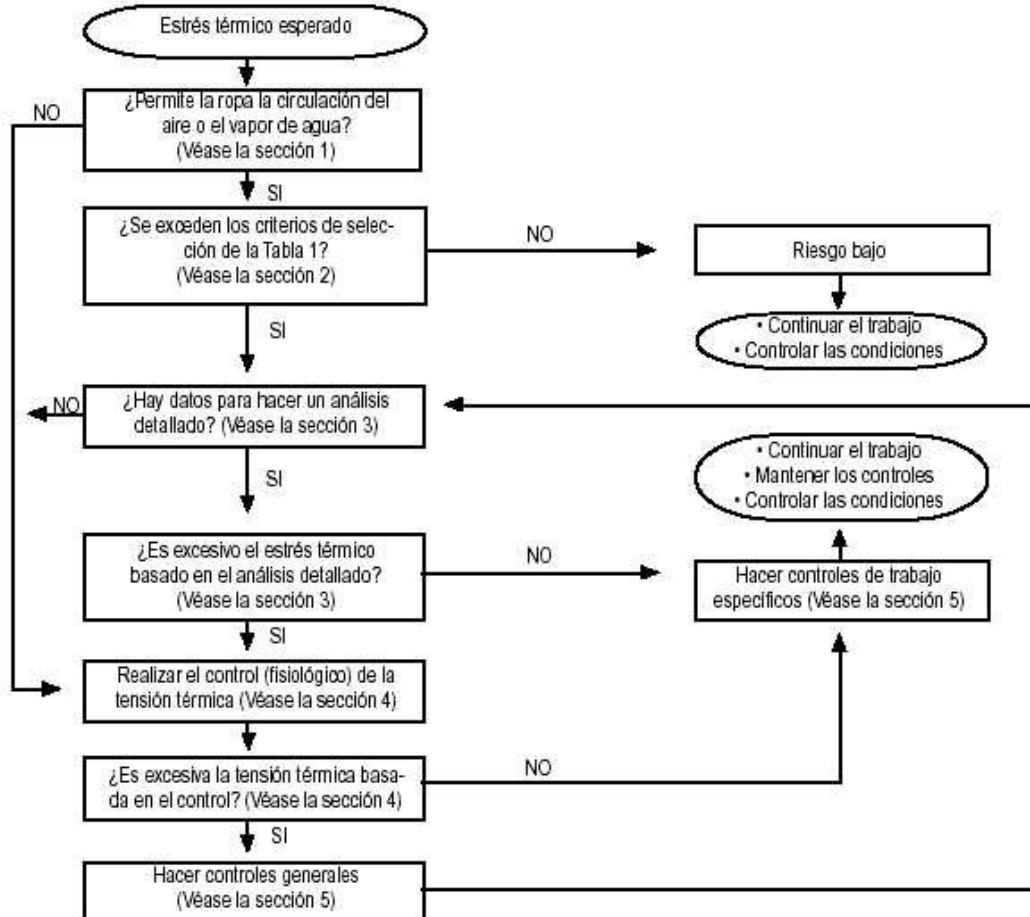 Estrés térmico esperado
NO
¿Permite la ropa la circulación del
aire o el vapor de agua?
(Véase la sección 1)
SI
¿Se exceden los criterios de selec-
ción de la Tabla 1?
(Véase la sección 2)
NO
Riesgo bajo
SI
• Continuar el trabajo
• Controlar las condiciones
NO
¿Hay datos para hacer un análisis
detallado? (Véase la sección 3)
• Continuar el trabajo
• Mantener los controles
• Controlar las condiciones
SI
¿Es excesivo el estrés térmico
basado en el análisis detallado?
(Véase la sección 3)
NO
Hacer controles de trabajo
específicos (Véase la sección 5)
SI
Realizar el control (fisiológico) de la
tensión térmica (Véase la sección 4)
¿Es excesiva la tensión térmica basa-
da en el control? (Véase la sección 4)
NO
SI
Hacer controles generales
(Véase la sección 5)